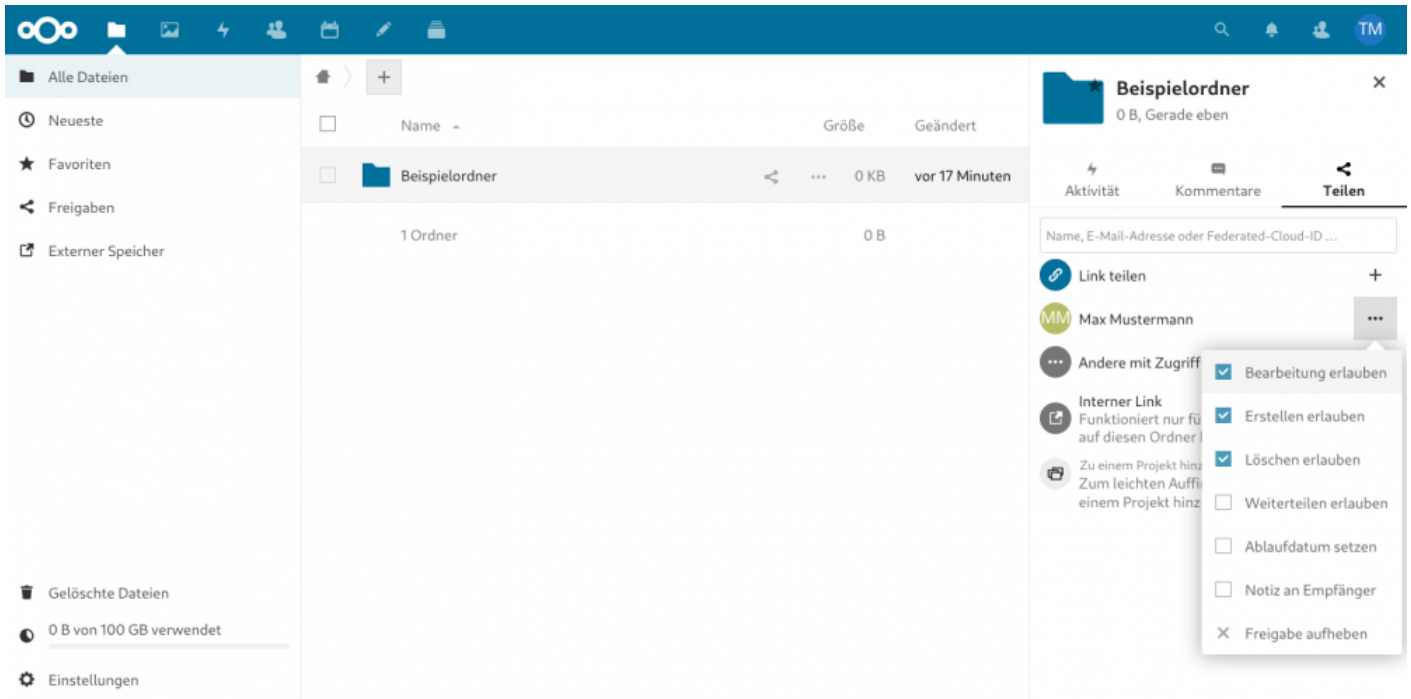 TM
Alle Dateien
Neueste
Favoriten
Freigaben
Externer Speicher
Gelöschte Dateien
0 B von 100 GB verwendet
Einstellungen
Name
Größe
Geändert
Beispielordner
0 KB
vor 17 Minuten
1 Ordner
0 B
Beispielordner
0 B, Gerade eben
Aktivität
Kommentare
Teilen
Name, E-Mail-Adresse oder Federated-Cloud-ID ...
Link teilen
MM Max Mustermann
Andere mit Zugriff
Interner Link
Funktioniert nur fü
auf diesen Ordner
Zu einem Projekt hinz
Zum leichten Auffi
einem Projekt hinz
Bearbeitung erlauben
Erstellen erlauben
Löschen erlauben
Weiterteilen erlauben
Ablaufdatum setzen
Notiz an Empfänger
Freigabe aufheben